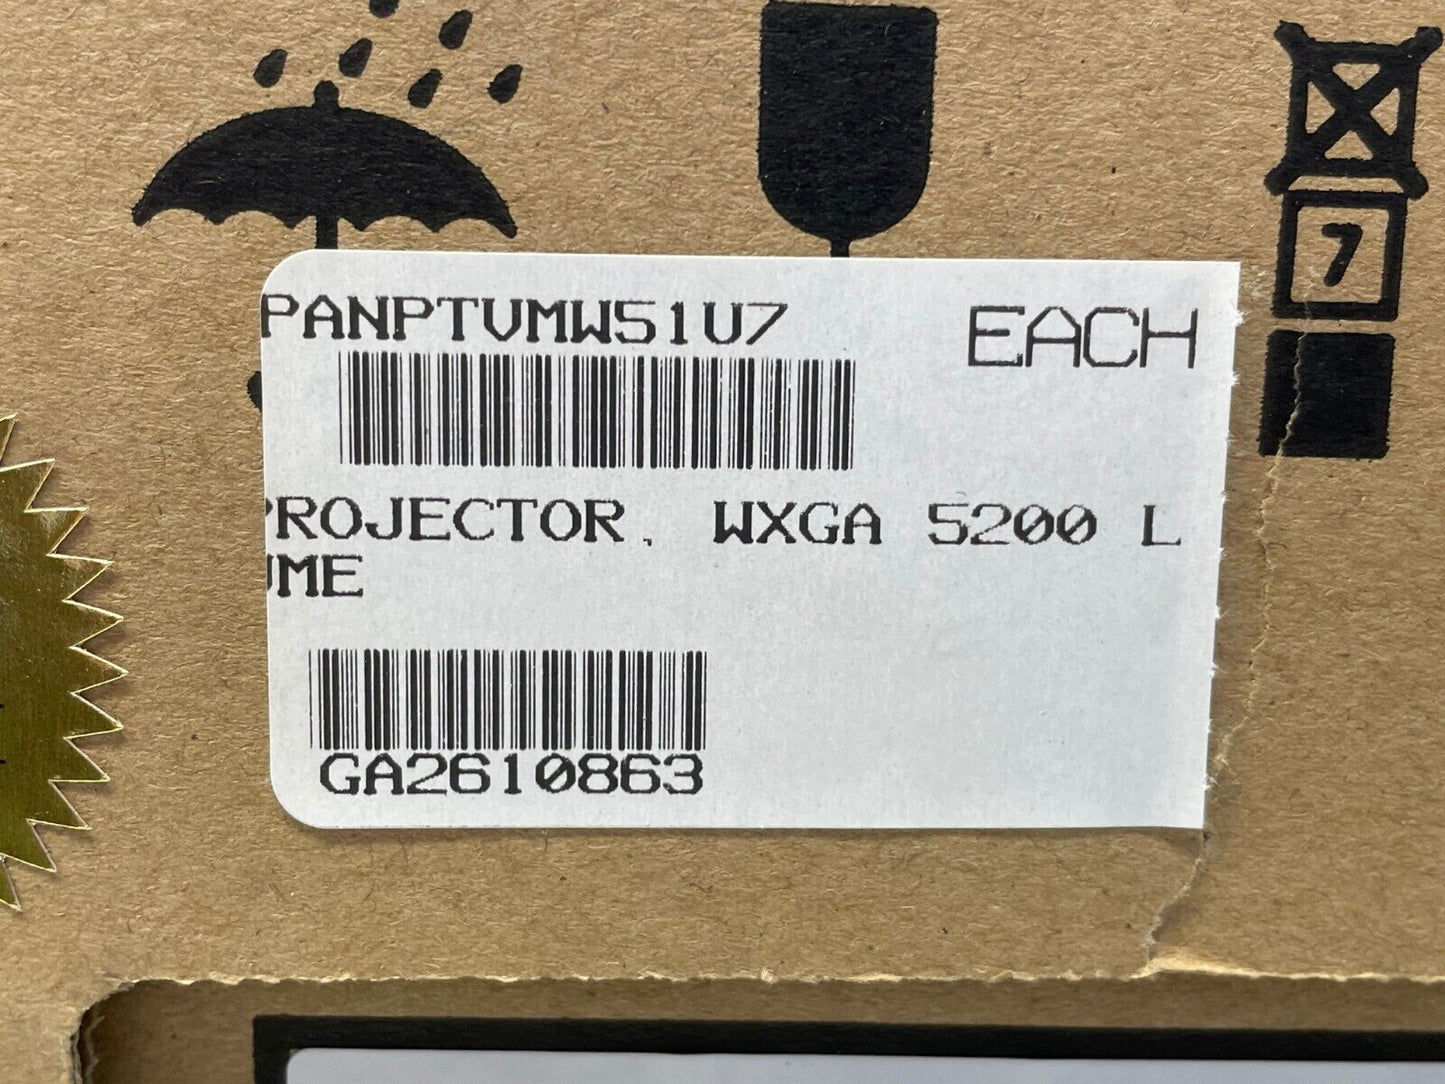 7
PANPTVMW51U7 EACH
PROJECTOR, WXGA 5200 L
UME
GA2610863